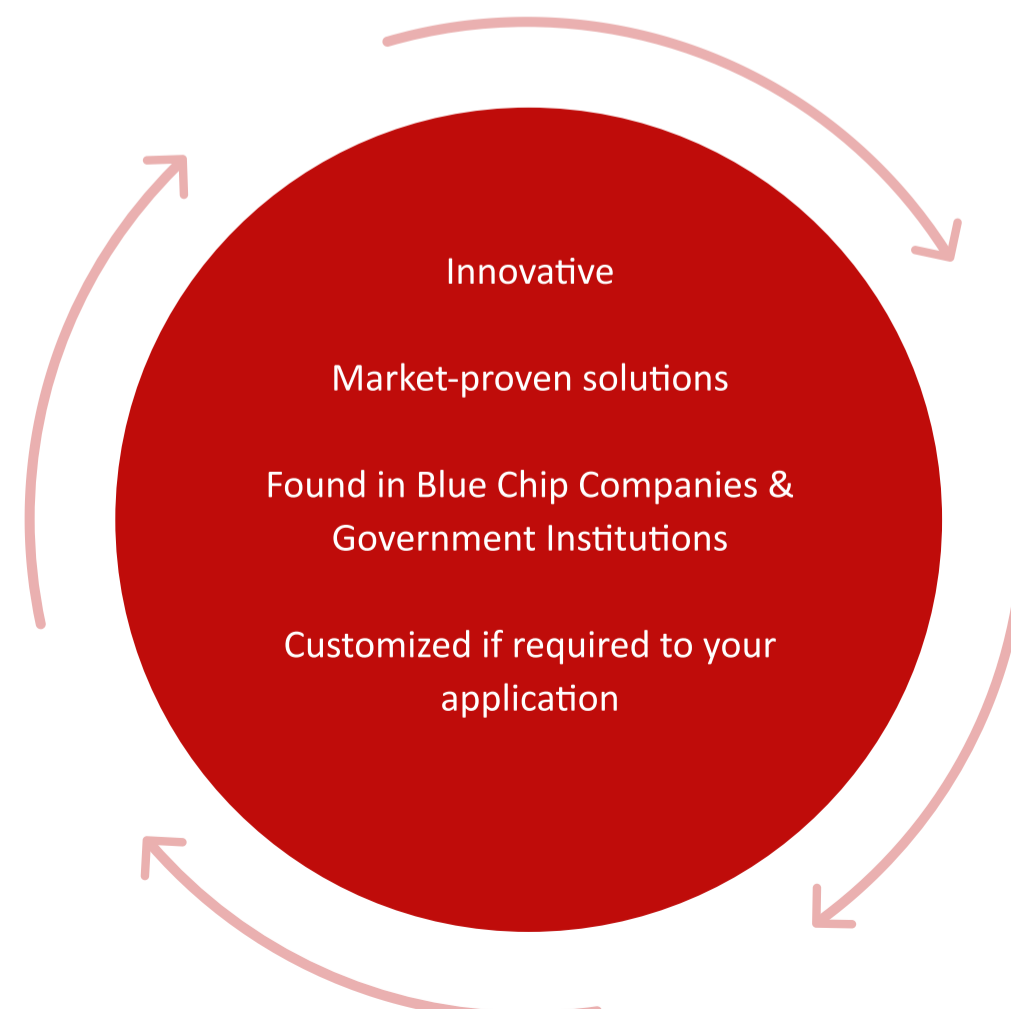 Innovative
Market-proven solutions
Found in Blue Chip Companies &
Government Institutions
Customized if required to your
application